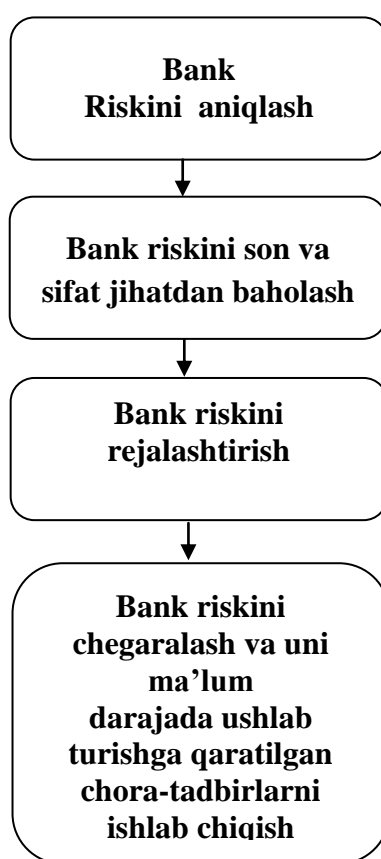 Bank
Riskini aniqlash
Bank riskini son va
sifat jihatdan baholash
Bank riskini
rejalashtirish
Bank riskini
chegaralash va uni
ma’lum
darajada ushlab
turishga qaratilgan
chora-tadbirlarni
ishlab chiqish